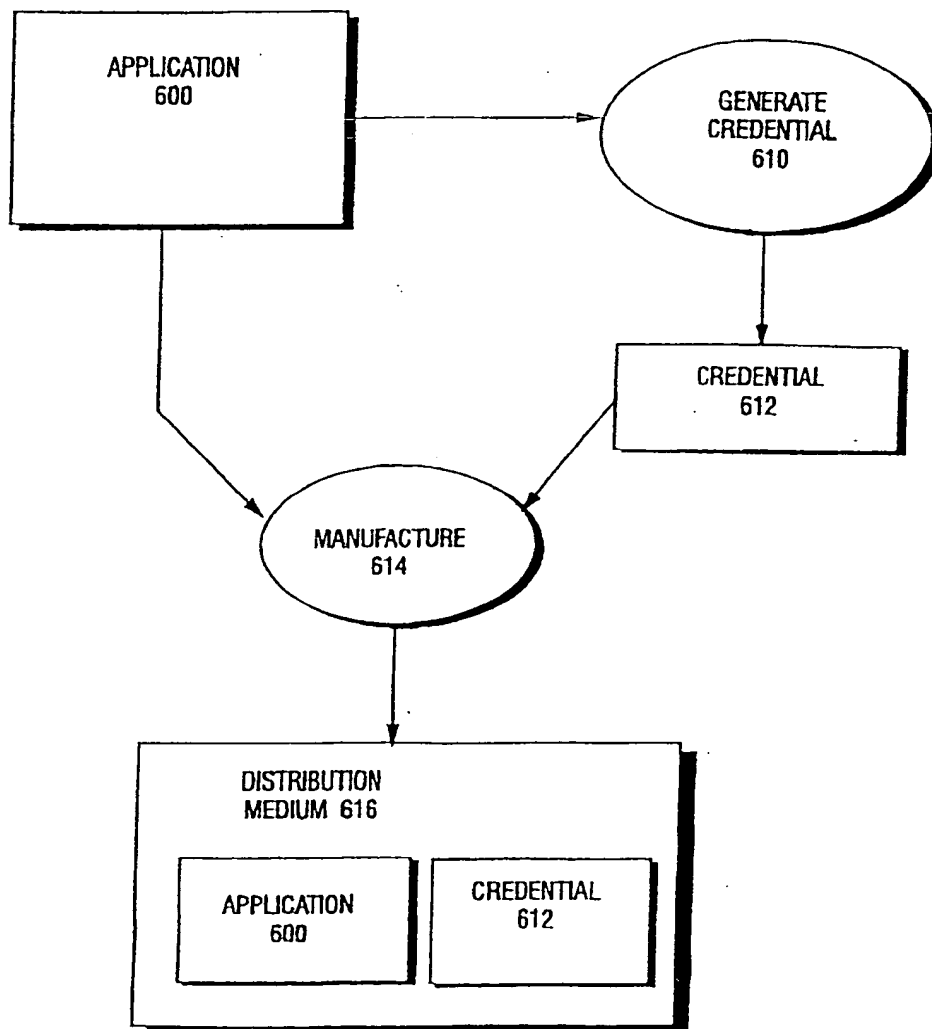 APPLICATION
600
GENERATE
CREDENTIAL
610
CREDENTIAL
612
MANUFACTURE
614
DISTRIBUTION
MEDIUM 616
APPLICATION
600
CREDENTIAL
612